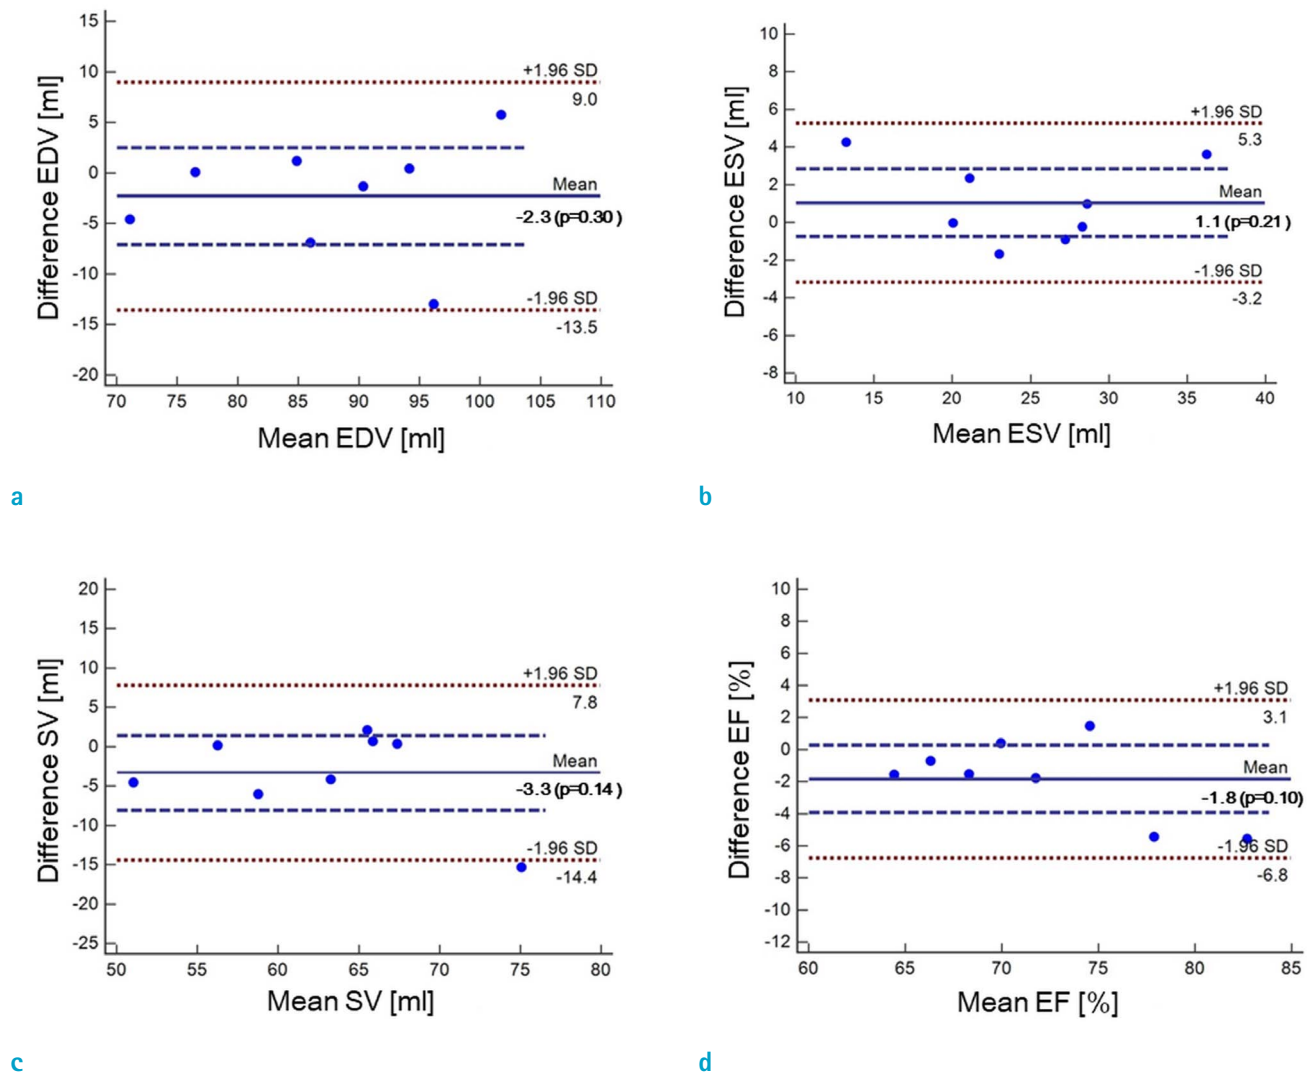 15
10
5
0
-5
-10
-15
-20
Difference EDV [ml]
+1.96 SD
9.0
Mean
-2.3 (p=0.30 )
-1.96 SD
-13.5
70 75 80 85 90 95 100 105 110
Mean EDV [ml]
a
10
8
6
4
2
0
-2
-4
-6
-8
Difference ESV [ml]
+1.96 SD
5.3
Mean
1.1 (p=0.21 )
-1.96 SD
-3.2
10 15 20 25 30 35 40
Mean ESV [ml]
b
20
15
10
5
0
-5
-10
-15
-20
-25
Difference SV [ml]
+1.96 SD
7.8
Mean
-3.3 (p=0.14 )
-1.96 SD
-14.4
50 55 60 65 70 75 80
Mean SV [ml]
c
10
8
6
4
2
0
-2
-4
-6
-8
-10
-12
Difference EF [%]
+1.96 SD
3.1
Mean
-1.8 (p=0.10)
-1.96 SD
-6.8
60 65 70 75 80 85
Mean EF [%]
d